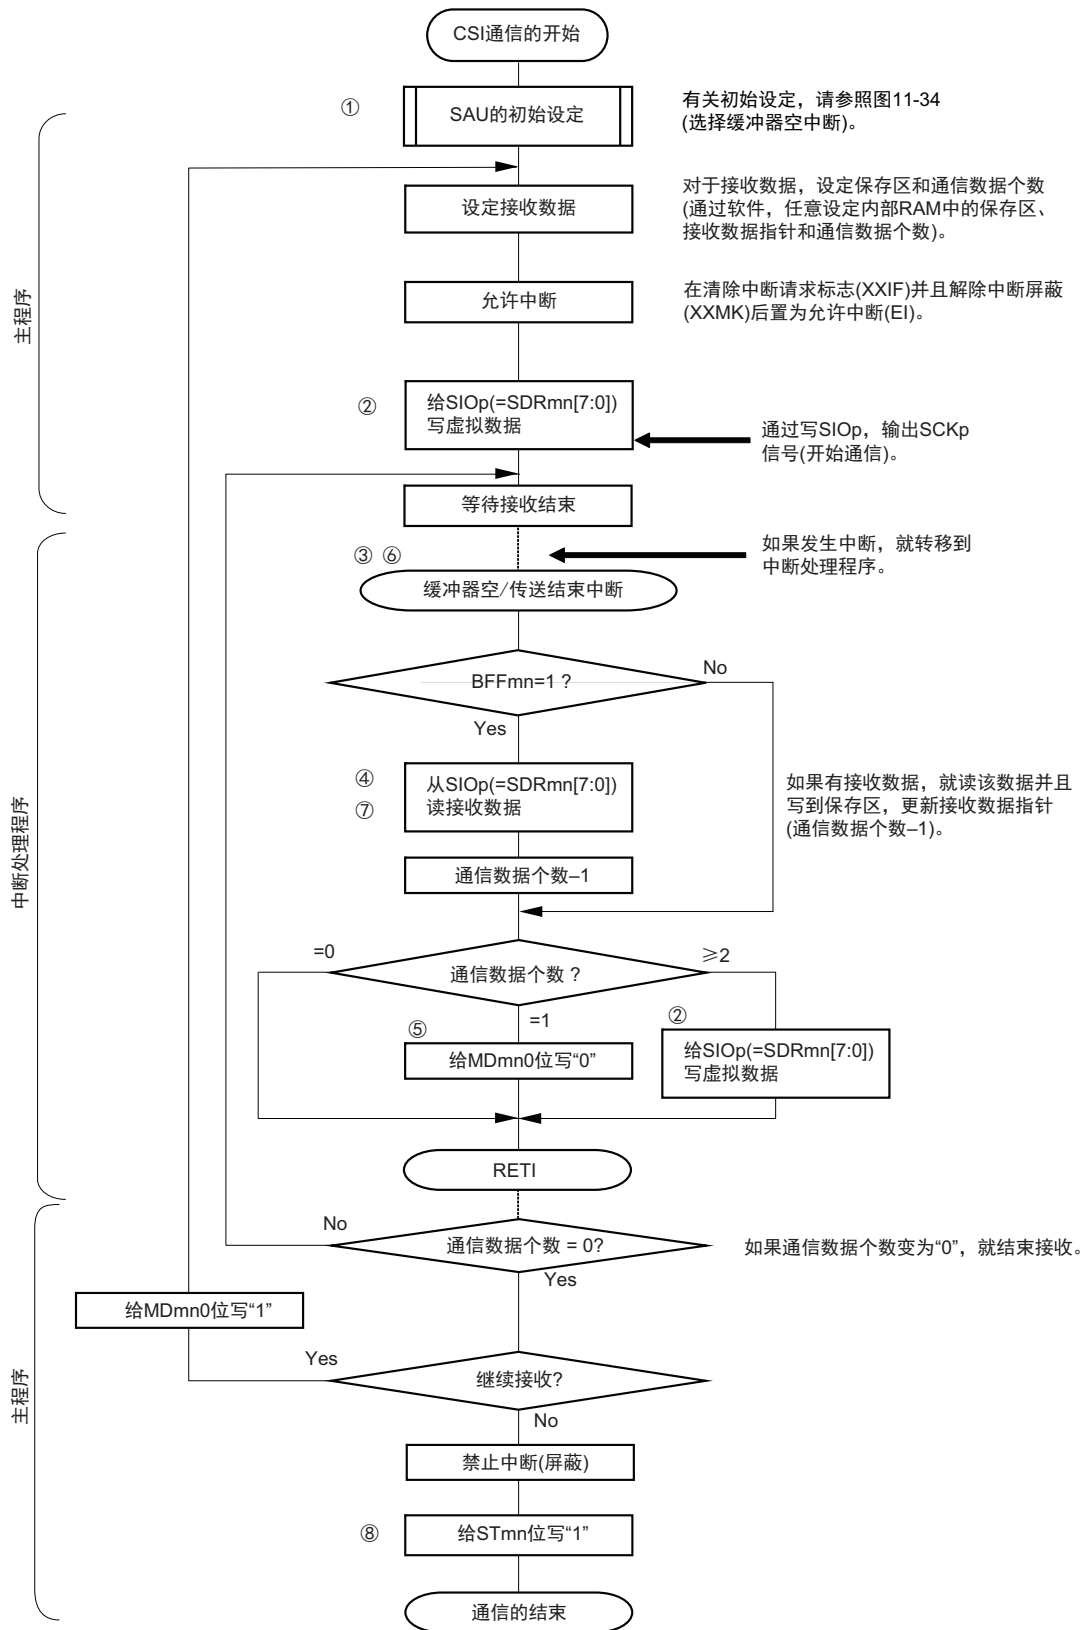 CSI通信的开始
①
SAU的初始设定
有关初始设定，请参照图11-34
(选择缓冲器空中断)。
设定接收数据
对于接收数据，设定保存区和通信数据个数
(通过软件，任意设定内部RAM中的保存区、
接收数据指针和通信数据个数)。
主程序
允许中断
在清除中断请求标志(XXIF)并且解除中断屏蔽
(XXMK)后置为允许中断(EI)。
②
给SIOp(=SDRmn[7:0])
写虚拟数据
通过写SIOp，输出SCKp
信号(开始通信)。
等待接收结束
③ ⑥
如果发生中断，就转移到
中断处理程序。
缓冲器空/传送结束中断
BFFmn=1 ?
No
Yes
④
⑦
从SIOp(=SDRmn[7:0])
读接收数据
如果有接收数据，就读该数据并且
写到保存区，更新接收数据指针
(通信数据个数–1)。
中断处理程序
通信数据个数–1
=0
通信数据个数 ?
≥2
=1
⑤
给MDmn0位写“0”
②
给SIOp(=SDRmn[7:0])
写虚拟数据
RETI
No
通信数据个数 = 0?
如果通信数据个数变为“0”，就结束接收。
Yes
给MDmn0位写“1”
Yes
继续接收?
No
主程序
禁止中断(屏蔽)
⑧
给STmn位写“1”
通信的结束